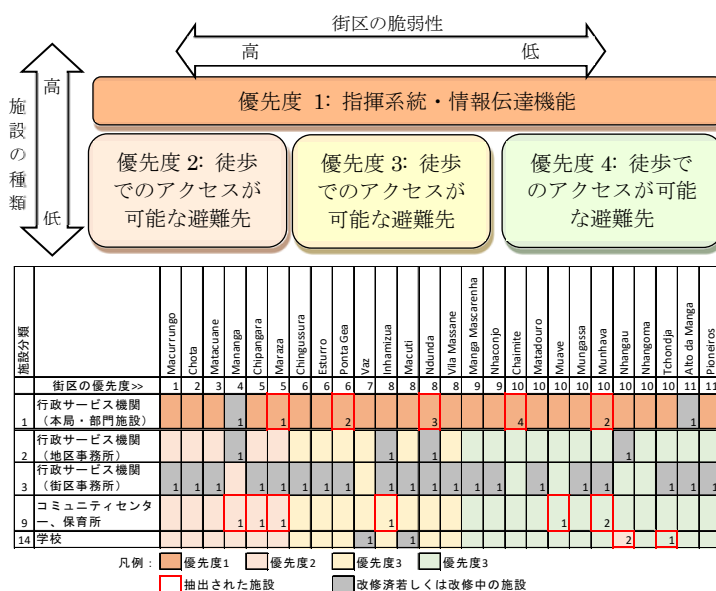 街区の脆弱性
高 低
施設の種類
高
低
優先度 1: 指揮系統・情報伝達機能
優先度 2: 徒歩
でのアクセスが
可能な避難先
優先度 3: 徒歩
でのアクセスが
可能な避難先
優先度 4: 徒歩で
のアクセスが可能
な避難先
施設分類 Macurrungo Chota Matacuane Mananga Chipangara Maraza Chingussura Esturro Ponta Gea Vaz Inhamizua Macuti Ndunda Vila Massane Manga Mascarenha Nhaconjo Chaimite Matadouro Muave Mungassa Munhava Nhangau Nhangoma Tchondja Alto da Manga Pioneiros
街区の優先度>> 1 2 3 4 5 5 6 6 6 7 8 8 8 8 9 9 10 10 10 10 10 10 10 10 11 11
行政サービス機関
1 （本局・部門施設） 1 1 2 3 4 2 1
行政サービス機関
2 （地区事務所） 1 1 1 1
行政サービス機関
3 （街区事務所） 1 1 1 1 1 1 1 1 1 1 1 1 1 1 1 1 1 1 1 1
コミュニティセンタ
9 ー、保育所 1 1 1 1 1 2
14 学校 1 1 2 1
凡例： 優先度1 優先度2 優先度3 優先度3
抽出された施設 改修済若しくは改修中の施設